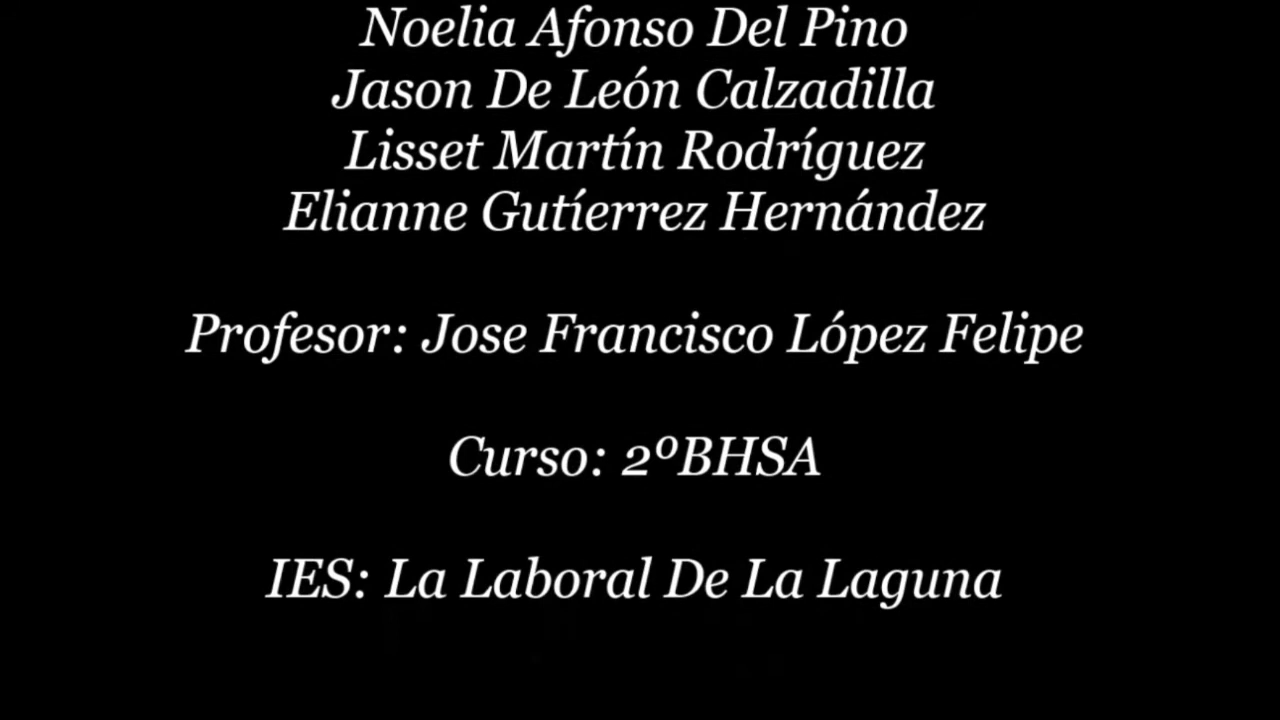 Noelia Afonso Del Pino
Jason De León Calzadilla
Lisset Martín Rodríguez
Elianne Gutíerrez Hernández
Profesor: Jose Francisco López Felipe
Curso: 2ºBHSA
IES: La Laboral De La Laguna